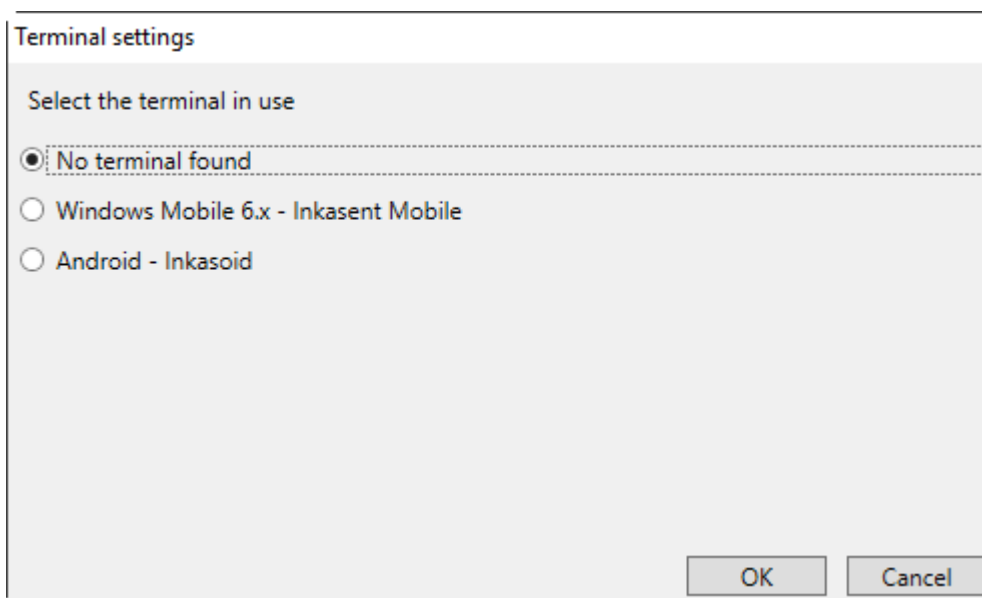 Terminal settings
Select the terminal in use
No terminal found
Windows Mobile 6.x - Inkasent Mobile
Android - Inkasoid
OK
Cancel